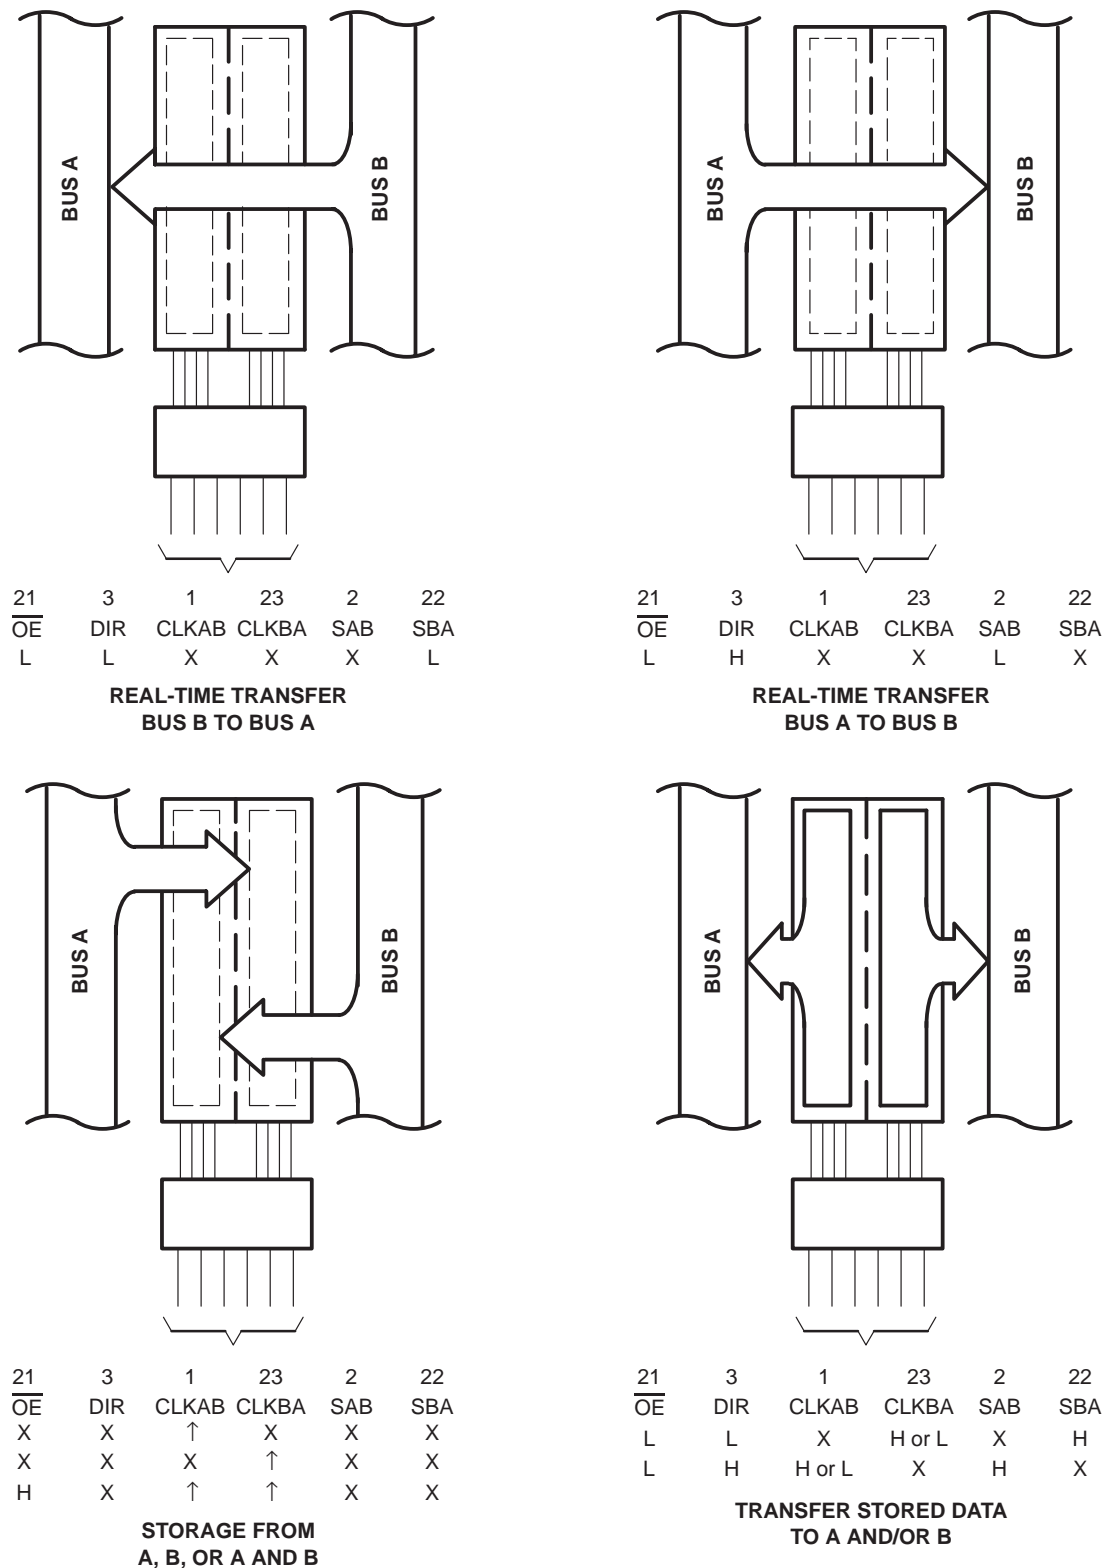 BUS A
BUS B
21 3 1 23 2 22
OE DIR CLKAB CLKBA SAB SBA
L L X X X L
REAL-TIME TRANSFER
BUS B TO BUS A
BUS A
BUS B
21 3 1 23 2 22
OE DIR CLKAB CLKBA SAB SBA
L H X X L X
REAL-TIME TRANSFER
BUS A TO BUS B
BUS A
BUS B
21 3 1 23 2 22
OE DIR CLKAB CLKBA SAB SBA
X X ↑ X X X
X X X ↑ X X
H X ↑ ↑ X X
STORAGE FROM
A, B, OR A AND B
BUS A
BUS B
21 3 1 23 2 22
OE DIR CLKAB CLKBA SAB SBA
L L X H or L X H
L H H or L X H X
TRANSFER STORED DATA
TO A AND/OR B